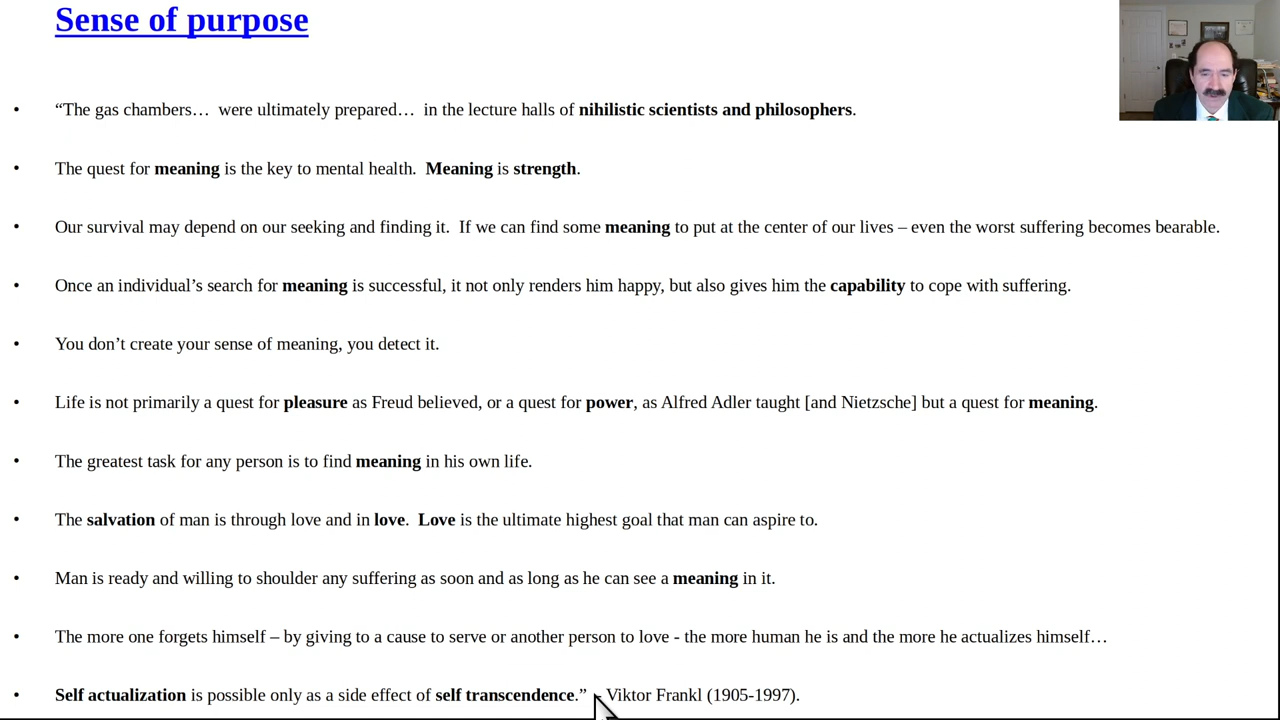 Sense of purpose
• “The gas chambers… were ultimately prepared… in the lecture halls of nihilistic scientists and philosophers.
• The quest for meaning is the key to mental health. Meaning is strength.
• Our survival may depend on our seeking and finding it. If we can find some meaning to put at the center of our lives – even the worst suffering becomes bearable.
• Once an individual’s search for meaning is successful, it not only renders him happy, but also gives him the capability to cope with suffering.
• You don’t create your sense of meaning, you detect it.
• Life is not primarily a quest for pleasure as Freud believed, or a quest for power, as Alfred Adler taught [and Nietzsche] but a quest for meaning.
• The greatest task for any person is to find meaning in his own life.
• The salvation of man is through love and in love. Love is the ultimate highest goal that man can aspire to.
• Man is ready and willing to shoulder any suffering as soon and as long as he can see a meaning in it.
• The more one forgets himself – by giving to a cause to serve or another person to love - the more human he is and the more he actualizes himself…
• Self actualization is possible only as a side effect of self transcendence.” - Viktor Frankl (1905-1997).